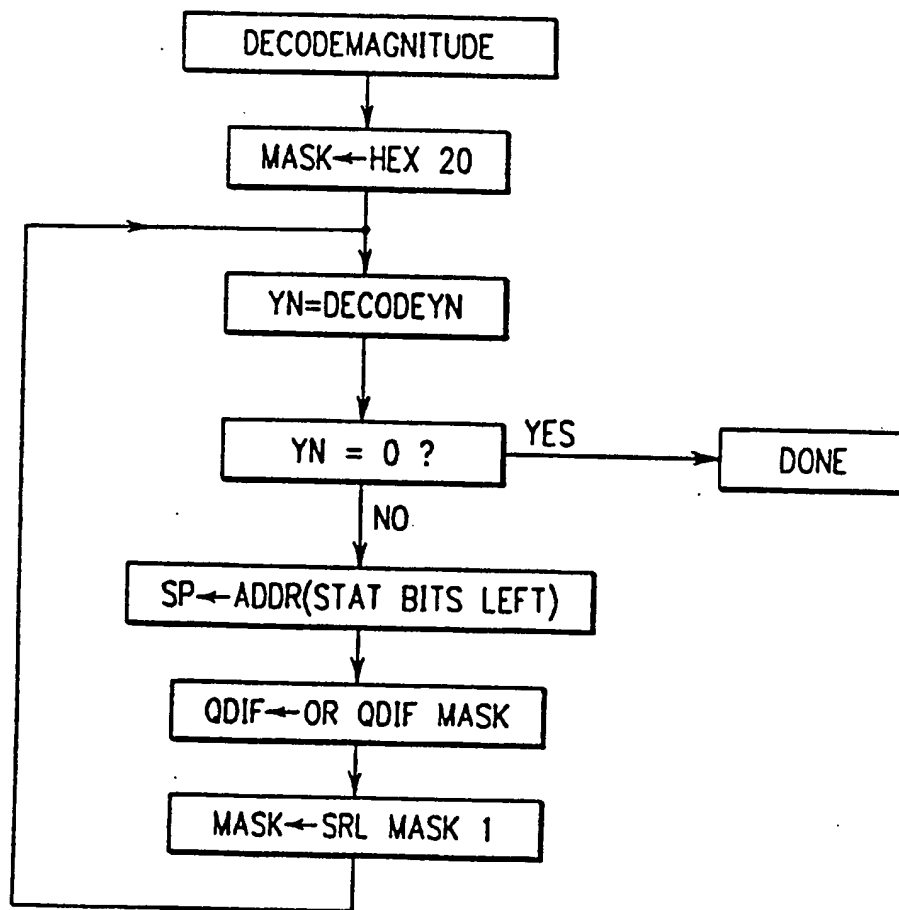 DECODEMAGNITUDE
MASK←HEX 20
YN=DECODEYN
YN = 0 ?
YES
DONE
NO
SP←ADDR(STAT BITS LEFT)
QDIF←OR QDIF MASK
MASK←SRL MASK 1